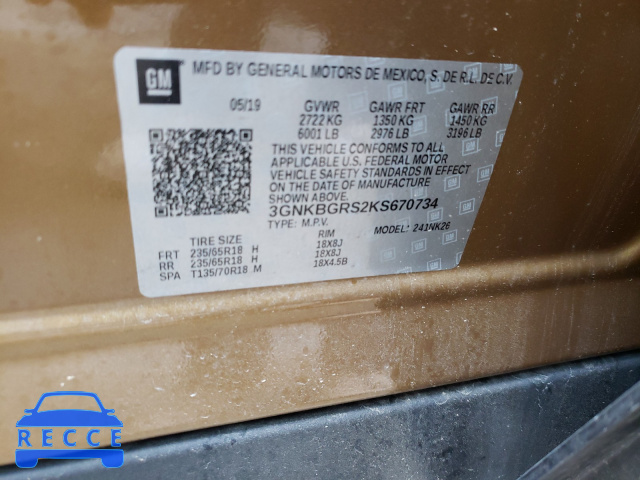 GM
MFD BY GENERAL MOTORS DE MEXICO, S. DE R.L. DE C.V.
05/19 GVWR GAWR FRT GAWR RR
2722 KG 1350 KG 1450 KG
6001 LB 2976 LB 3196 LB
THIS VEHICLE CONFORMS TO ALL
APPLICABLE U.S. FEDERAL MOTOR
VEHICLE SAFETY STANDARDS IN EFFECT
ON THE DATE OF MANUFACTURE SHOWN ABOVE.
3GNKBGRS2KS670734
TYPE: M.P.V. MODEL: 241NK26
TIRE SIZE RIM
FRT 235/65R18 H 18X8J
RR 235/65R18 H 18X8J
SPA T135/70R18 M 18X4.5B
RECCE